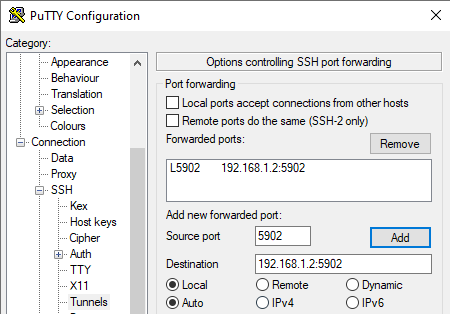 PuTTY Configuration
Category:
Appearance
Behaviour
Translation
Selection
Colours
Connection
Data
Proxy
SSH
Kex
Host keys
Cipher
Auth
TTY
X11
Tunnels
Options controlling SSH port forwarding
Port forwarding
Local ports accept connections from other hosts
Remote ports do the same (SSH-2 only)
Forwarded ports:
Remove
L5902 192.168.1.2:5902
Add new forwarded port:
Source port 5902 Add
Destination 192.168.1.2:5902
Local Remote Dynamic
Auto IPv4 IPv6